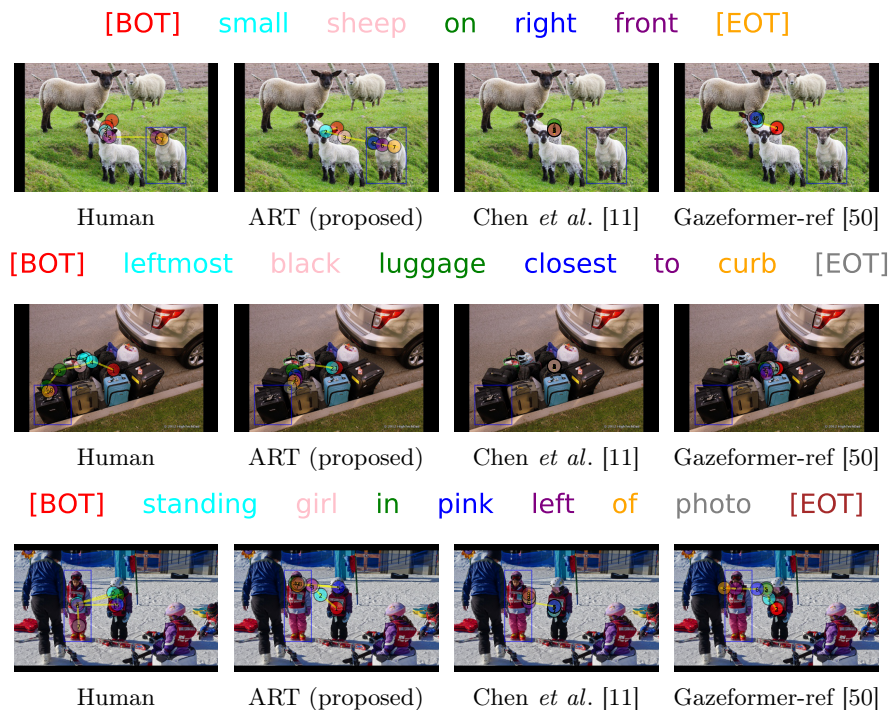 [BOT] small sheep on right front [EOT]
Human ART (proposed) Chen et al. [11] Gazeformer-ref [50]
[BOT] leftmost black luggage closest to curb [EOT]
Human ART (proposed) Chen et al. [11] Gazeformer-ref [50]
[BOT] standing girl in pink left of photo [EOT]
Human ART (proposed) Chen et al. [11] Gazeformer-ref [50]